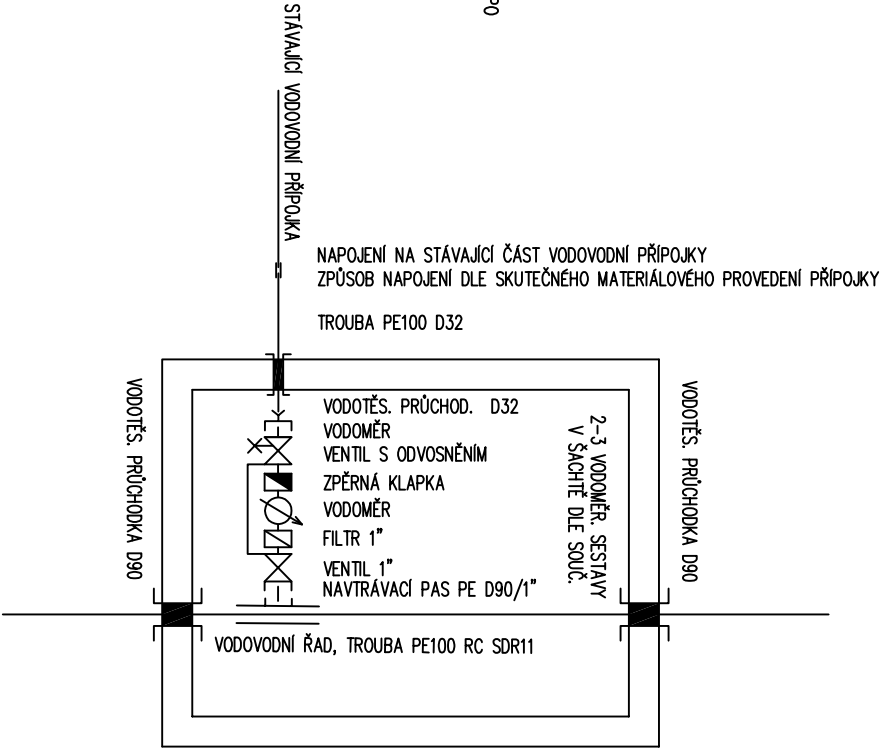 PO
STÁVAJÍCÍ VODOVODNÍ PŘÍPOJKA
NAPOJENÍ NA STÁVAJÍCÍ ČÁST VODOVODNÍ PŘÍPOJKY
ZPŮSOB NAPOJENÍ DLE SKUTEČNÉHO MATERIÁLOVÉHO PROVEDENÍ PŘÍPOJKY
TROUBA PE100 D32
VODOTĚS. PRŮCHODKA D90
VODOTĚS. PRŮCHOD. D32
VODOMĚR
VENTIL S ODVOSNĚNÍM
ZPĚRNÁ KLAPKA
VODOMĚR
FILTR 1"
VENTIL 1"
NAVTRÁVACÍ PAS PE D90/1"
2-3 VODOMĚR. SESTAVY
V ŠACHTĚ DLE SOUČ.
VODOTĚS. PRŮCHODKA D90
VODOVODNÍ ŘAD, TROUBA PE100 RC SDR11